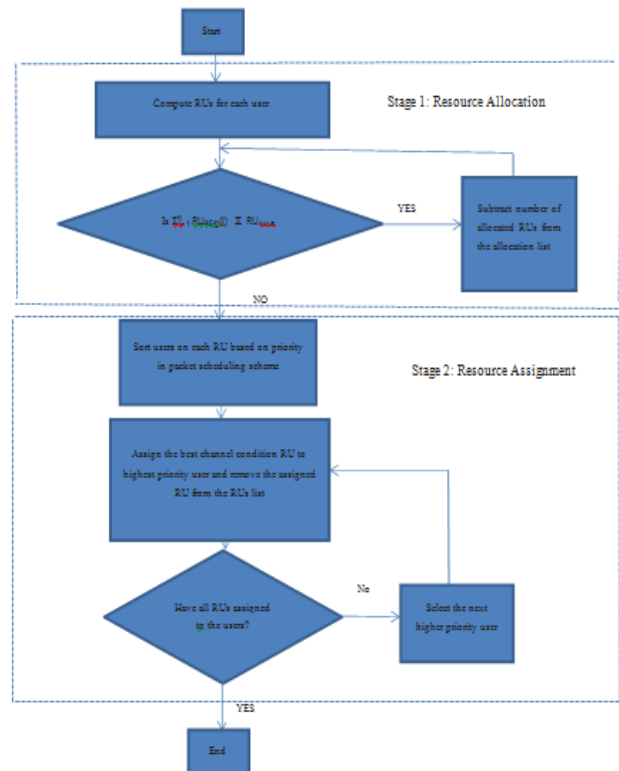 Start
Compute RUs for each user
Stage 1: Resource Allocation
Is
YES
Subtract number of
allocated RUs from
the allocation list
NO
Sort users on each RU based on priority
in packet scheduling scheme
Stage 2: Resource Assignment
Assign the best channel condition RU to
highest priority user and remove the assigned
RU from the RUs list
Have all RUs assigned
to the users?
No
Select the next
higher priority user
YES
End